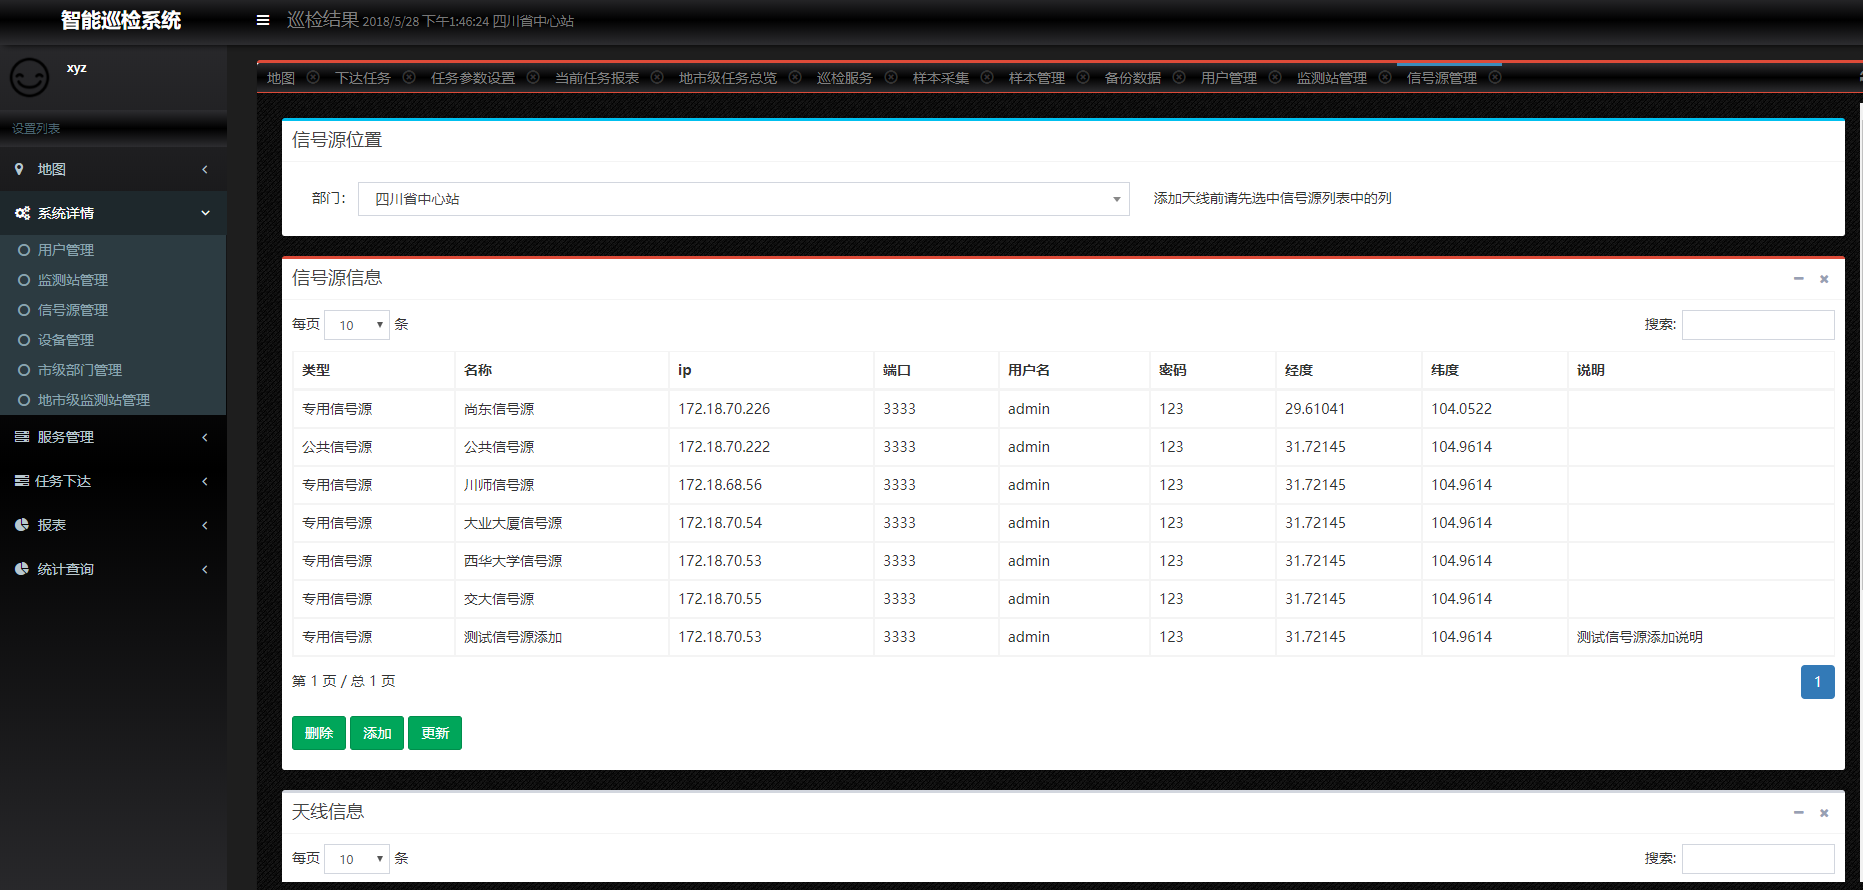 智能巡检系统
巡检结果 2018/5/28 下午1:46:24 四川省中心站
xyz
设置列表
地图
系统详情
用户管理
监测站管理
信号源管理
设备管理
市级部门管理
地市级监测站管理
服务管理
任务下达
报表
统计查询
地图 下达任务 任务参数设置 当前任务报表 地市级任务总览 巡检服务 样本采集 样本管理 备份数据 用户管理 监测站管理 信号源管理
信号源位置
部门： 四川省中心站 添加天线前请先选中信号源列表中的列
信号源信息
每页 10 条 搜索:
类型 名称 ip 端口 用户名 密码 经度 纬度 说明
专用信号源 尚东信号源 172.18.70.226 3333 admin 123 29.61041 104.0522
公共信号源 公共信号源 172.18.70.222 3333 admin 123 31.72145 104.9614
专用信号源 川师信号源 172.18.68.56 3333 admin 123 31.72145 104.9614
专用信号源 大业大厦信号源 172.18.70.54 3333 admin 123 31.72145 104.9614
专用信号源 西华大学信号源 172.18.70.53 3333 admin 123 31.72145 104.9614
专用信号源 交大信号源 172.18.70.55 3333 admin 123 31.72145 104.9614
专用信号源 测试信号源添加 172.18.70.53 3333 admin 123 31.72145 104.9614 测试信号源添加说明
第 1 页 / 总 1 页 1
删除 添加 更新
天线信息
每页 10 条 搜索: